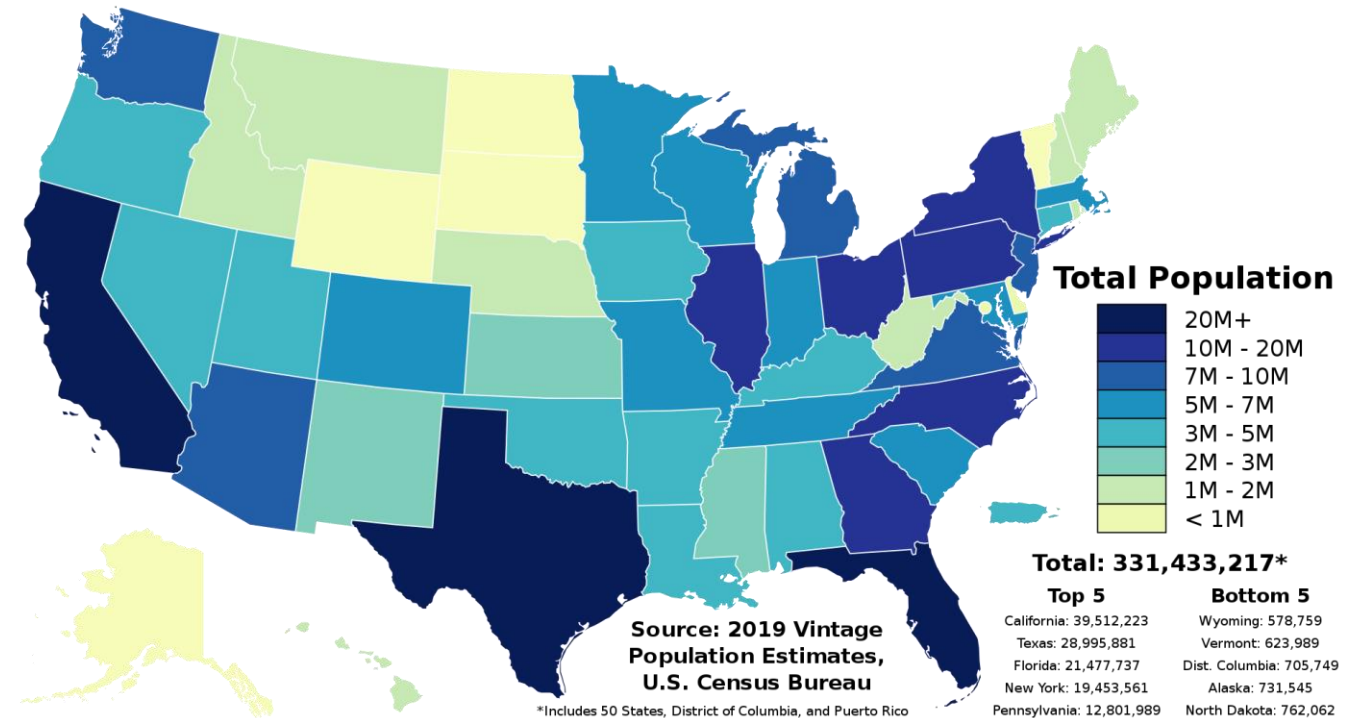 Total Population
20M+
10M - 20M
7M - 10M
5M - 7M
3M - 5M
2M - 3M
1M - 2M
< 1M
Total: 331,433,217*
Top 5
California: 39,512,223
Texas: 28,995,881
Florida: 21,477,737
New York: 19,453,561
Pennsylvania: 12,801,989
Bottom 5
Wyoming: 578,759
Vermont: 623,989
Dist. Columbia: 705,749
Alaska: 731,545
North Dakota: 762,062
Source: 2019 Vintage
Population Estimates,
U.S. Census Bureau
*Includes 50 States, District of Columbia, and Puerto Rico